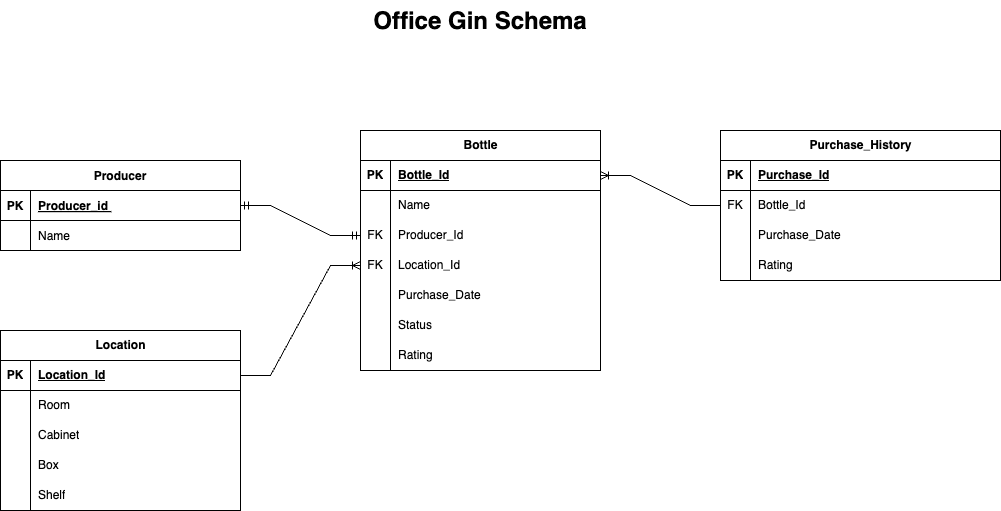 Office Gin Schema
Producer
PK Producer_id
Name
Location
PK Location_Id
Room
Cabinet
Box
Shelf
Bottle
PK Bottle_Id
Name
FK Producer_Id
FK Location_Id
Purchase_Date
Status
Rating
Purchase_History
PK Purchase_Id
FK Bottle_Id
Purchase_Date
Rating